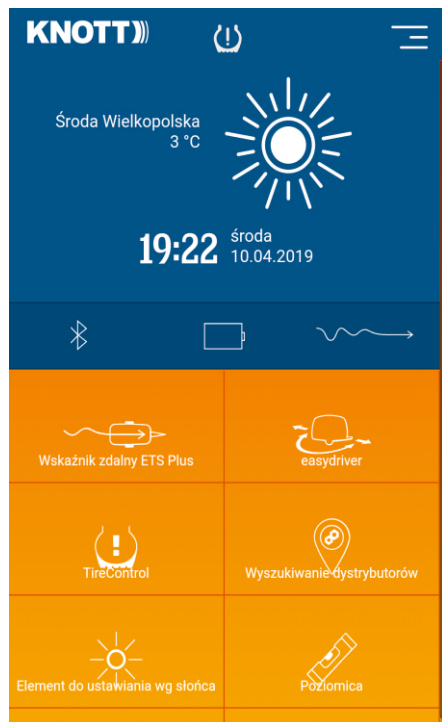 KNOTT
Środa Wielkopolska
3 °C
19:22
środa
10.04.2019
Wskaźnik zdalny ETS Plus
easydriver
TireControl
Wyszukiwanie dystrybutorów
Element do ustawiania wg słońca
Poziomica